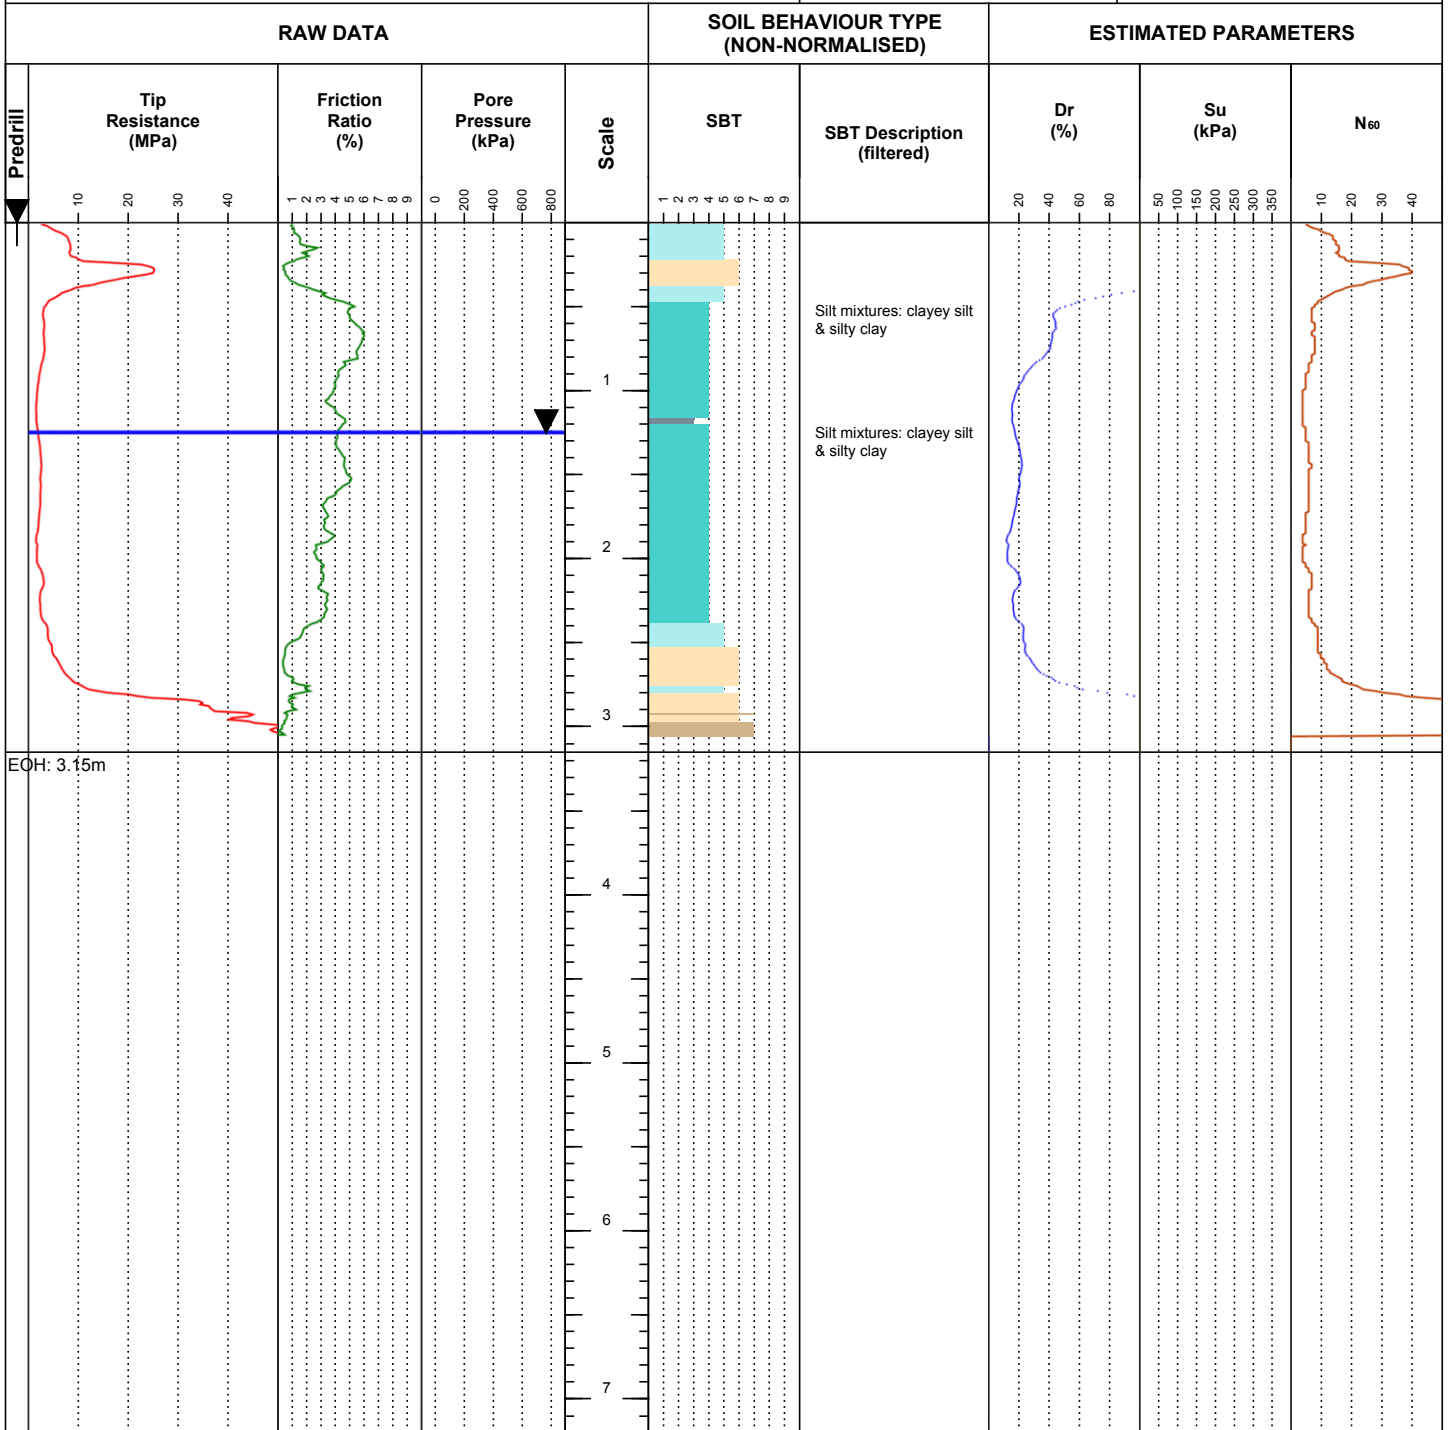 RAW DATA
SOIL BEHAVIOUR TYPE
(NON-NORMALISED)
ESTIMATED PARAMETERS
Predrill
Tip
Resistance
(MPa)
Friction
Ratio
(%)
Pore
Pressure
(kPa)
Scale
SBT
SBT Description
(filtered)
Dr
(%)
Su
(kPa)
N60
10 20 30 40
1 2 3 4 5 6 7 8 9
0 200 400 600 800
1 2 3 4 5 6 7 8 9
20 40 60 80
50 100 150 200 250 300 350
10 20 30 40
Silt mixtures: clayey silt
& silty clay
1
Silt mixtures: clayey silt
& silty clay
2
3
EOH: 3.15m
4
5
6
7